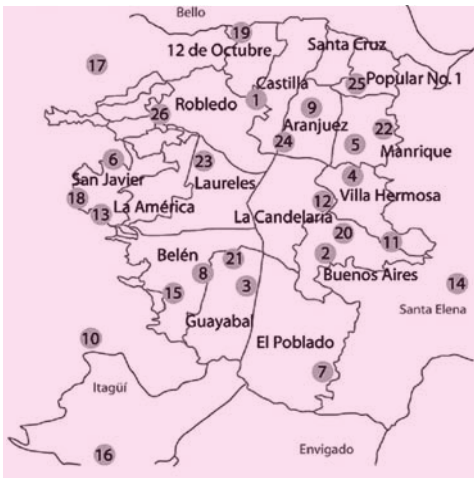 Bello
19
12 de Octubre
Santa Cruz
17
Castilla
25
Popular No. 1
Robledo
1
9
26
Aranjuez
22
24
5
Manrique
6
23
4
San Javier
Laureles
Villa Hermosa
18
12
13
La América
La Candelaria
20
11
Belén
21
2
8
Buenos Aires
15
3
14
Santa Elena
Guayabal
10
El Poblado
7
Itagüí
Envigado
16